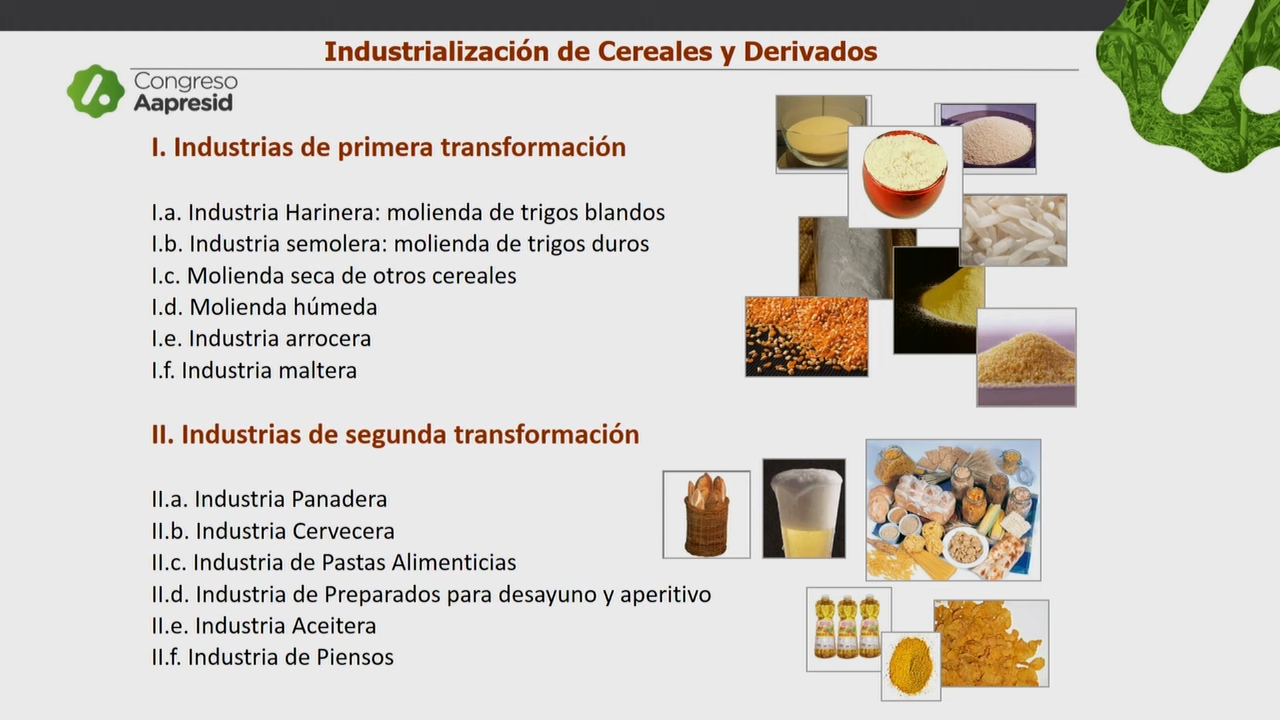 Industrialización de Cereales y Derivados
Congreso
Aapresid
I. Industrias de primera transformación
I.a. Industria Harinera: molienda de trigos blandos
I.b. Industria semolera: molienda de trigos duros
I.c. Molienda seca de otros cereales
I.d. Molienda húmeda
I.e. Industria arrocera
I.f. Industria maltera
II. Industrias de segunda transformación
II.a. Industria Panadera
II.b. Industria Cervecera
II.c. Industria de Pastas Alimenticias
II.d. Industria de Preparados para desayuno y aperitivo
II.e. Industria Aceitera
II.f. Industria de Piensos